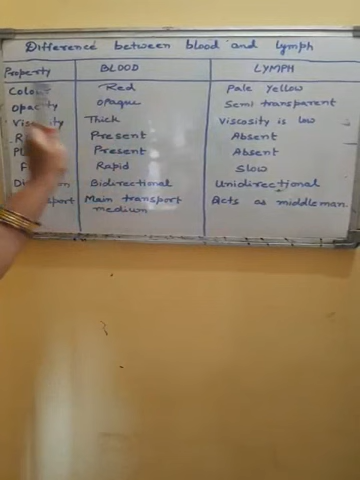 Difference between blood and lymph
Property BLOOD LYMPH
Colour Red Pale Yellow
Opacity Opaque Semi transparent
Viscosity Thick Viscosity is low
Present Absent
Present Absent
Rapid Slow
Bidirectional Unidirectional
Main transport Acts as middleman.
medium